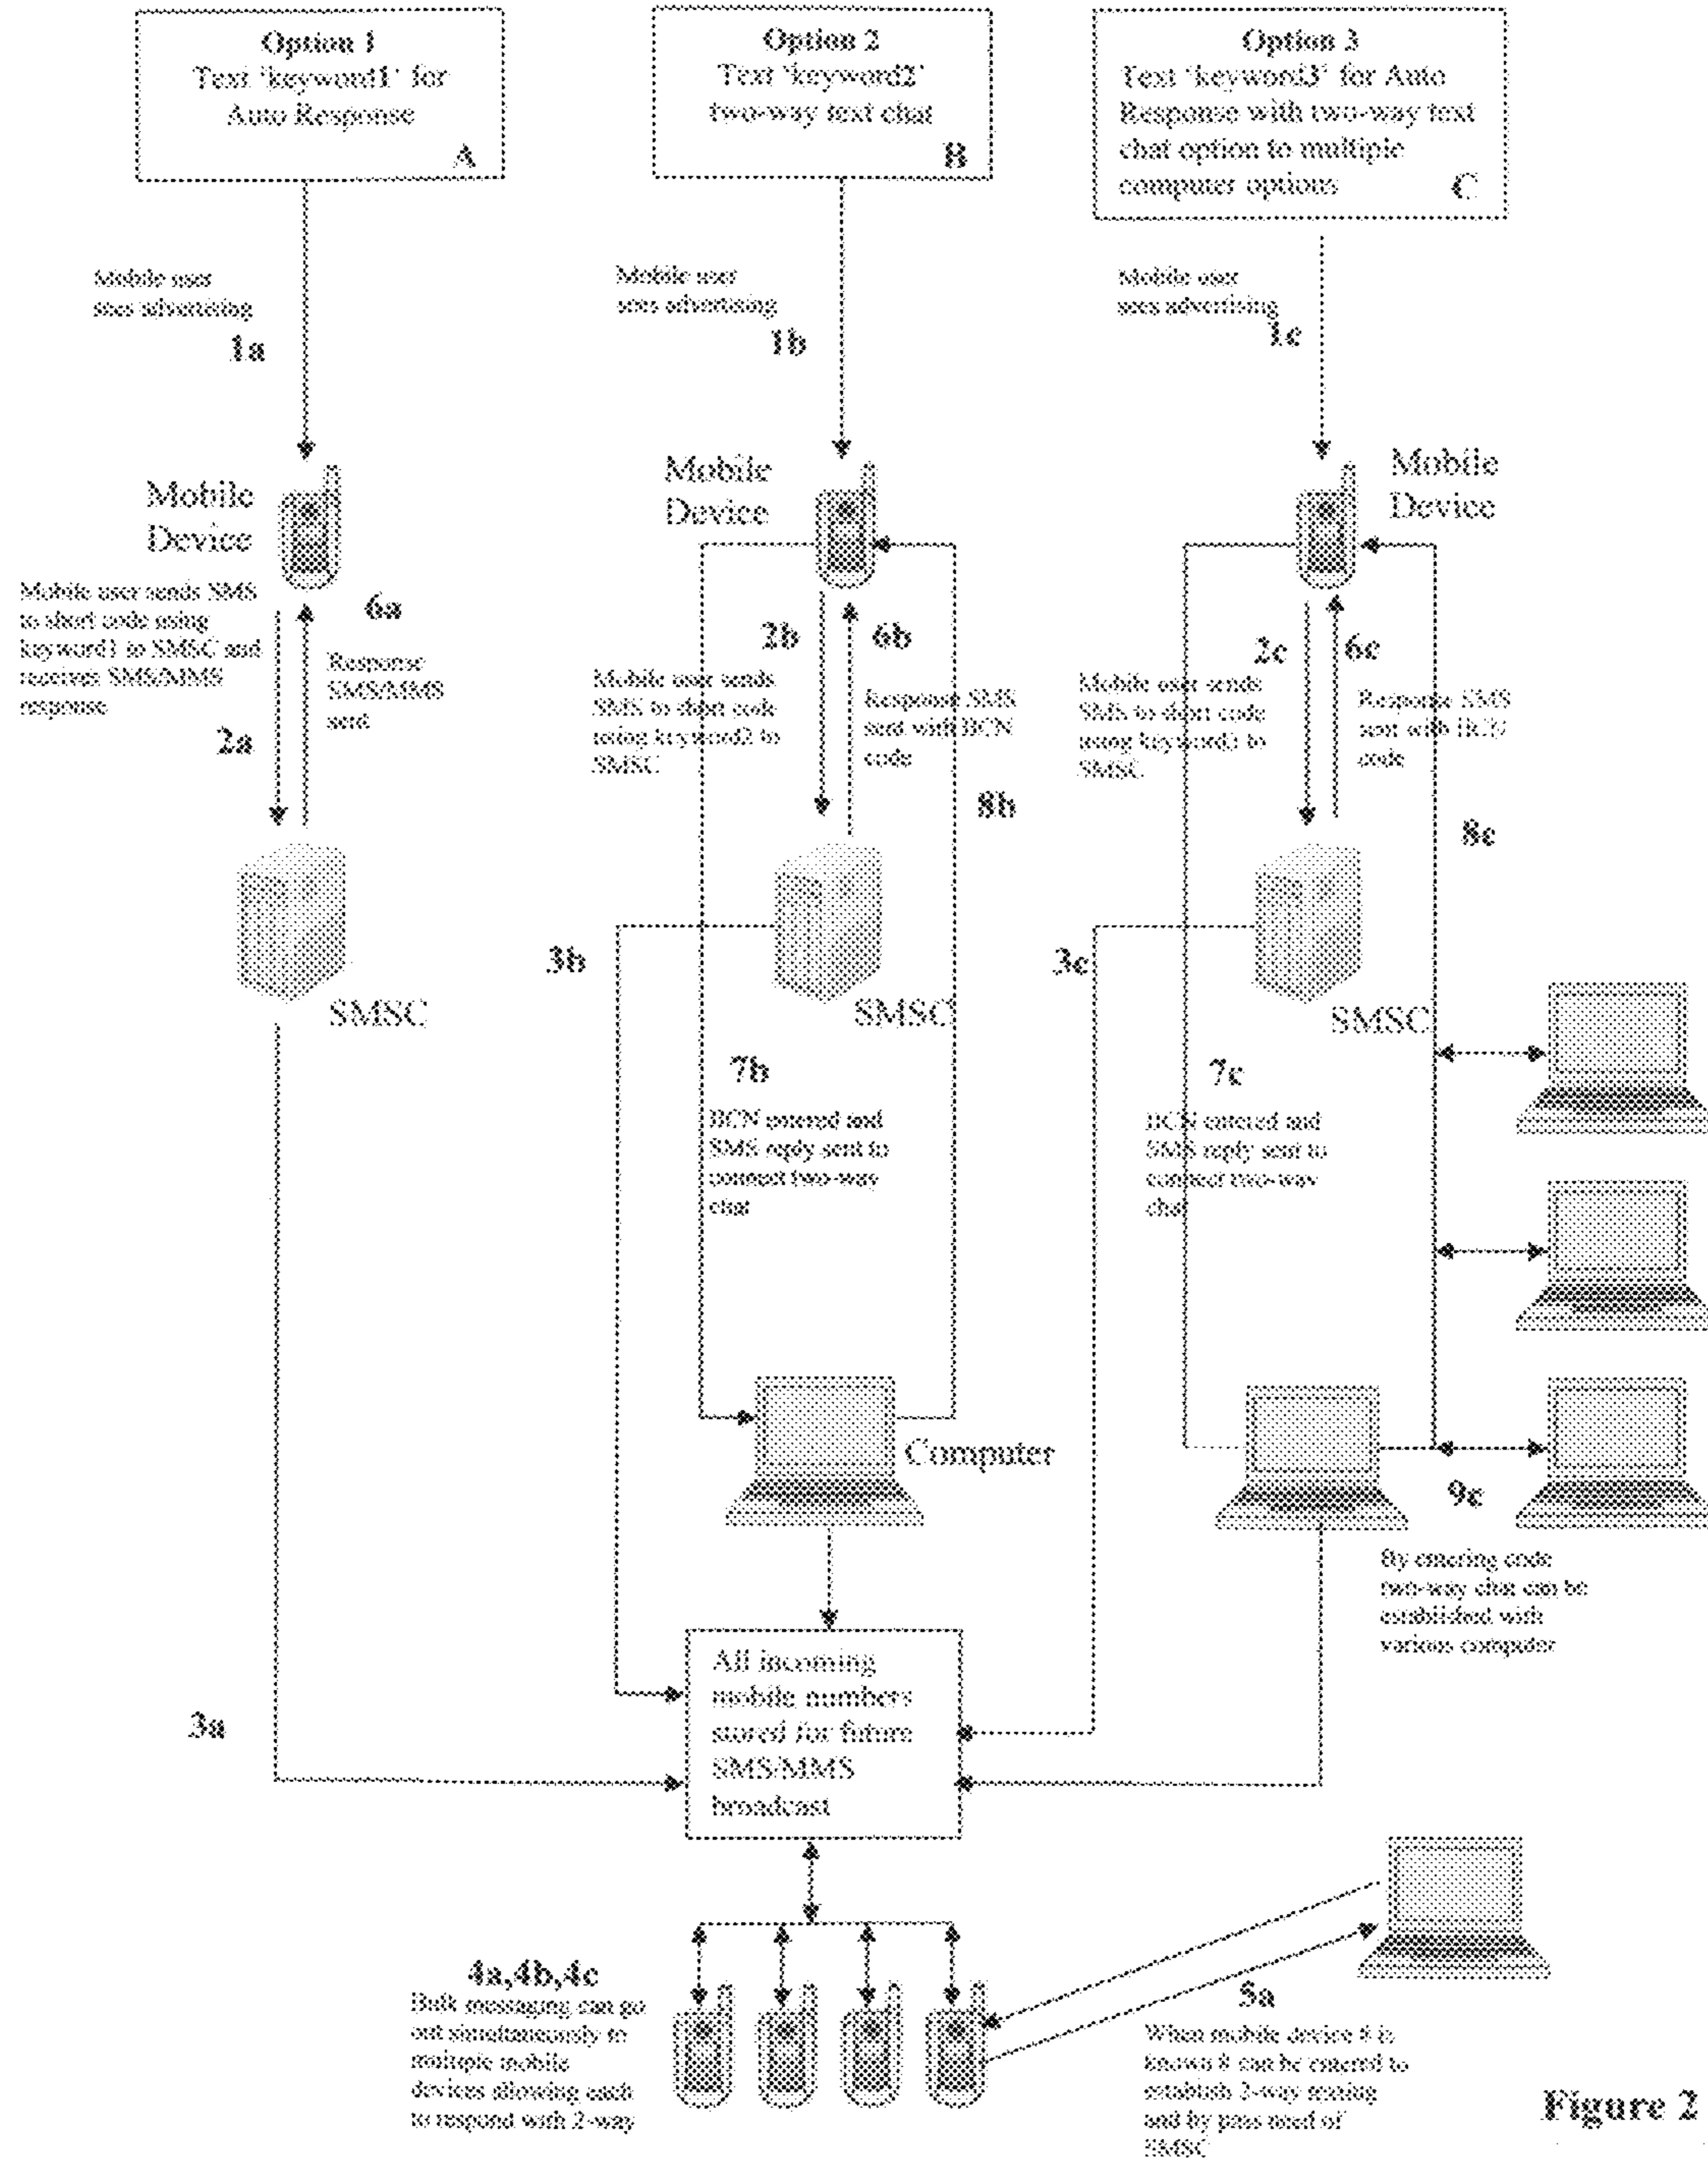 Option 1
Text 'keyword1' for
Auto Response
A
Option 2
Text 'keyword2'
two-way text chat
B
Option 3
Text 'keyword3' for Auto
Response with two-way text
chat option to multiple
computer options
C
Mobile user
sees advertising
1a
Mobile user
sees advertising
1b
Mobile user
sees advertising
1c
Mobile
Device
Mobile
Device
Mobile
Device
Mobile user sends SMS
to short code using
keyword1 to SMSC and
receives SMS/MMS
response
2a
6a
Response
SMS/MMS
sent
2b
6b
Mobile user sends
SMS to short code
using keyword2 to
SMSC
Response SMS
sent with BCN
code
8b
2c
6c
Mobile user sends
SMS to short code
using keyword3 to
SMSC
Response SMS
sent with BCN
code
8c
SMSC
3b
SMSC
3c
SMSC
7b
BCN entered and
SMS reply sent to
connect two-way
chat
7c
BCN entered and
SMS reply sent to
connect two-way
chat
Computer
9c
By entering code
two-way chat can be
established with
various computer
3a
All incoming
mobile numbers
stored for future
SMS/MMS
broadcast
4a,4b,4c
Bulk messaging can go
out simultaneously to
multiple mobile
devices allowing each
to respond with 2-way
5a
When mobile device # is
known # can be entered to
establish 2-way texting
and by pass need of
SMSC
Figure 2